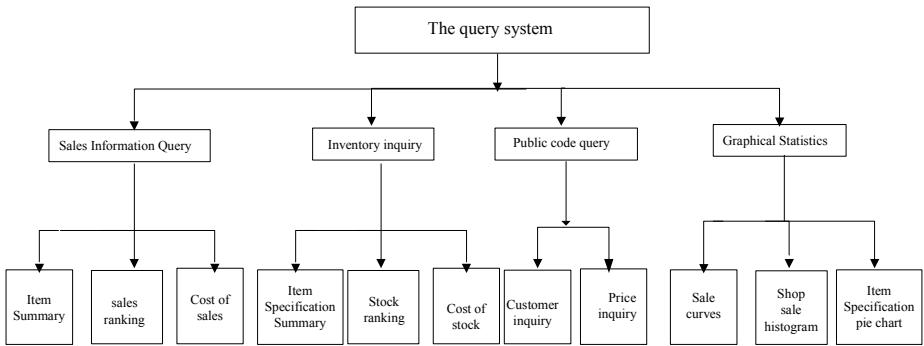 The query system
Sales Information Query
Inventory inquiry
Public code query
Graphical Statistics
Item
Summary
sales
ranking
Cost of
sales
Item
Specification
Summary
Stock
ranking
Cost of
stock
Customer
inquiry
Price
inquiry
Sale
curves
Shop
sale
histogram
Item
Specification
pie chart